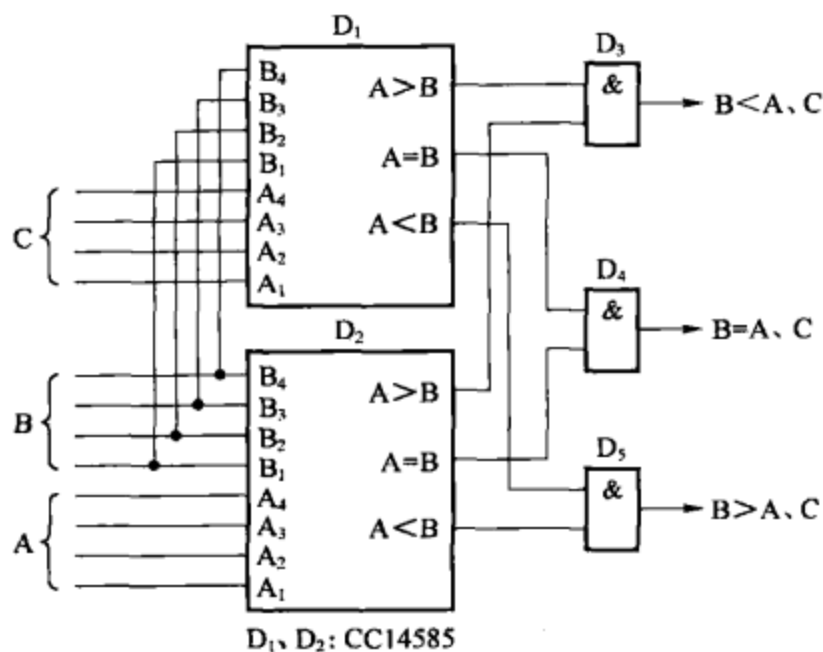 D₁
B₄
B₃
B₂
B₁
A₄
A₃
A₂
A₁
A>B
A=B
A<B
C
D₃
&
B<A、C
D₄
&
B=A、C
D₂
B₄
B₃
B₂
B₁
A₄
A₃
A₂
A₁
A>B
A=B
A<B
B
A
D₅
&
B>A、C
D₁、D₂: CC14585